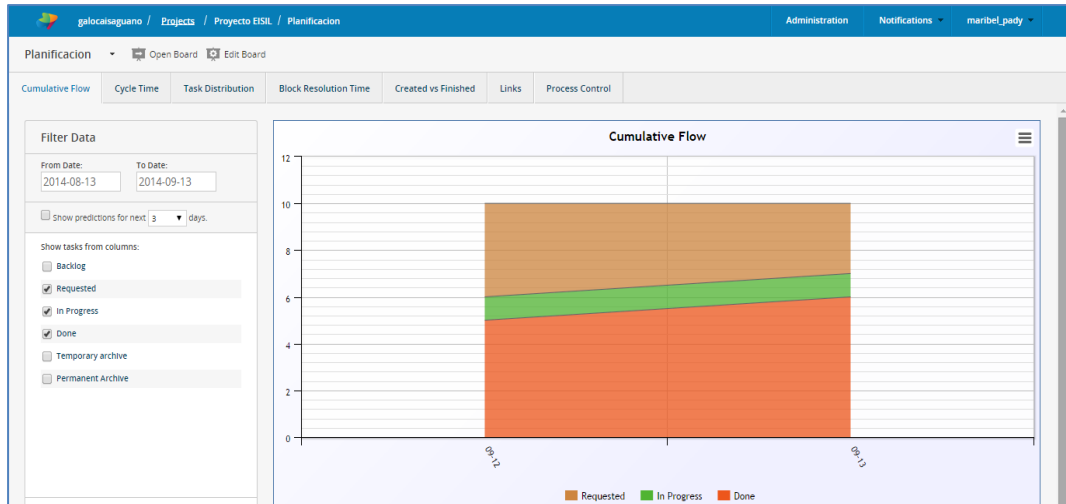 galocaisaguano / Projects / Proyecto EISIL / Planificacion Administration Notifications maribel_pady
Planificacion Open Board Edit Board
Cumulative Flow Cycle Time Task Distribution Block Resolution Time Created vs Finished Links Process Control
Filter Data
From Date: To Date:
2014-08-13 2014-09-13
Show predictions for next 3 days.
Show tasks from columns:
Backlog
Requested
In Progress
Done
Temporary archive
Permanent Archive
Cumulative Flow
12
10
8
6
4
2
0
09-12 09-13
Requested In Progress Done